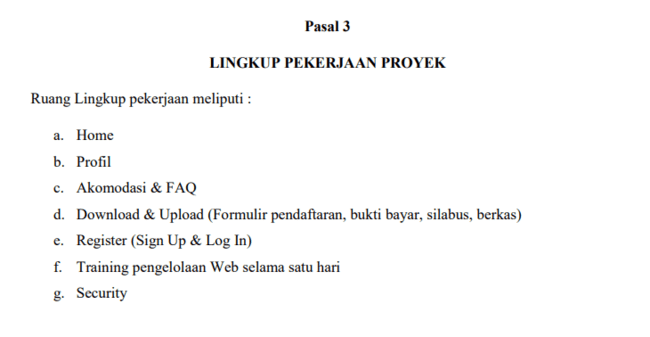 Pasal 3
LINGKUP PEKERJAAN PROYEK
Ruang Lingkup pekerjaan meliputi :
a. Home
b. Profil
c. Akomodasi & FAQ
d. Download & Upload (Formulir pendaftaran, bukti bayar, silabus, berkas)
e. Register (Sign Up & Log In)
f. Training pengelolaan Web selama satu hari
g. Security